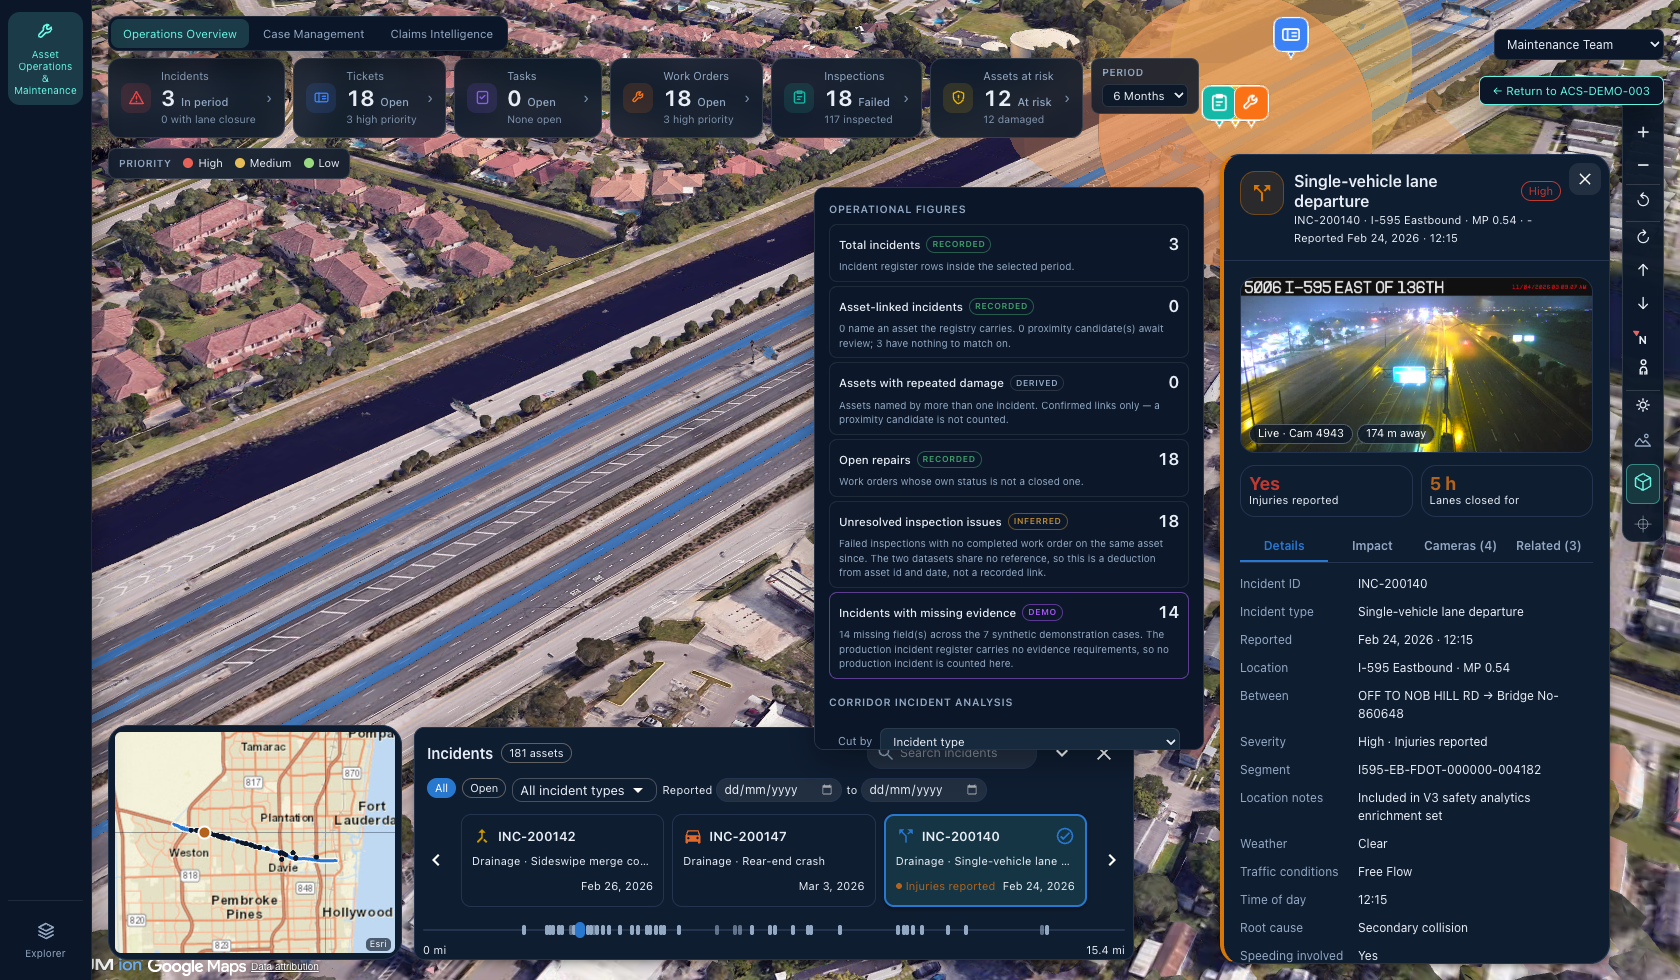 Asset
Operations
&
Maintenance
Explorer
Operations Overview
Case Management
Claims Intelligence
Incidents
3 In period
0 with lane closure
Tickets
18 Open
3 high priority
Tasks
0 Open
None open
Work Orders
18 Open
3 high priority
Inspections
18 Failed
117 inspected
Assets at risk
12 At risk
12 damaged
PERIOD
6 Months
Maintenance Team
← Return to ACS-DEMO-003
PRIORITY High Medium Low
OPERATIONAL FIGURES
Total incidents RECORDED 3
Incident register rows inside the selected period.
Asset-linked incidents RECORDED 0
0 name an asset the registry carries. 0 proximity candidate(s) await
review; 3 have nothing to match on.
Assets with repeated damage DERIVED 0
Assets named by more than one incident. Confirmed links only — a
proximity candidate is not counted.
Open repairs RECORDED 18
Work orders whose own status is not a closed one.
Unresolved inspection issues INFERRED 18
Failed inspections with no completed work order on the same asset
since. The two datasets share no reference, so this is a deduction
from asset id and date, not a recorded link.
Incidents with missing evidence DEMO 14
14 missing field(s) across the 7 synthetic demonstration cases. The
production incident register carries no evidence requirements, so no
production incident is counted here.
CORRIDOR INCIDENT ANALYSIS
Cut by Incident type
Single-vehicle lane
departure
High
INC-200140 · I-595 Eastbound · MP 0.54 · -
Reported Feb 24, 2026 · 12:15
5006 I-595 EAST OF 136TH
Live · Cam 4943
174 m away
Yes
Injuries reported
5 h
Lanes closed for
Details
Impact
Cameras (4)
Related (3)
Incident ID INC-200140
Incident type Single-vehicle lane departure
Reported Feb 24, 2026 · 12:15
Location I-595 Eastbound · MP 0.54
Between OFF TO NOB HILL RD → Bridge No-
860648
Severity High · Injuries reported
Segment I595-EB-FDOT-000000-004182
Location notes Included in V3 safety analytics
enrichment set
Weather Clear
Traffic conditions Free Flow
Time of day 12:15
Root cause Secondary collision
Speeding involved Yes
N
Incidents 181 assets
Search incidents
All
Open
All incident types
Reported dd/mm/yyyy to dd/mm/yyyy
INC-200142
Drainage · Sideswipe merge co...
Feb 26, 2026
INC-200147
Drainage · Rear-end crash
Mar 3, 2026
INC-200140
Drainage · Single-vehicle lane ...
Injuries reported Feb 24, 2026
0 mi
15.4 mi
Pompa
Tamarac
870
817
Fort
Lauderda
Plantation
Weston
Davie
818
848
Pembroke
Pines
Hollywood
820
823
Esri
ion Google Maps Data attribution